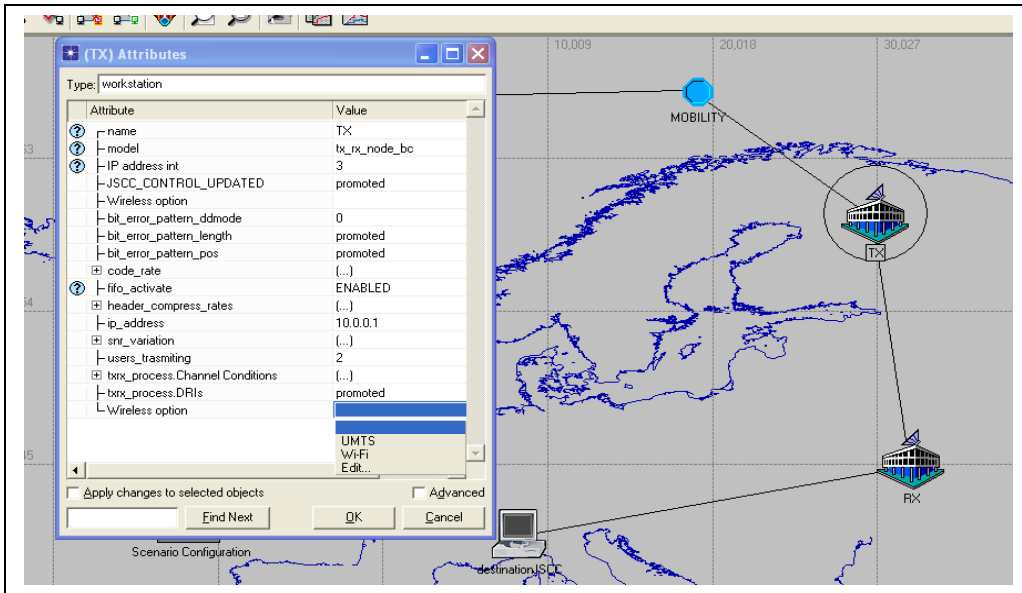 (TX) Attributes
Type: workstation
Attribute Value
name TX
model tx_rx_node_bc
IP address int 3
JSCC_CONTROL_UPDATED promoted
Wireless option
bit_error_pattern_ddmode 0
bit_error_pattern_length promoted
bit_error_pattern_pos promoted
code_rate (...)
fifo_activate ENABLED
header_compress_rates (...)
ip_address 10.0.0.1
snr_variation (...)
users_trasmiting 2
txrx_process.Channel Conditions (...)
txrx_process.DRIs promoted
Wireless option
UMTS
Wi-Fi
Edit...
Apply changes to selected objects
Advanced
Find Next
OK
Cancel
10,009
20,018
30,027
MOBILITY
TX
RX
Scenario Configuration
destinationJSCC